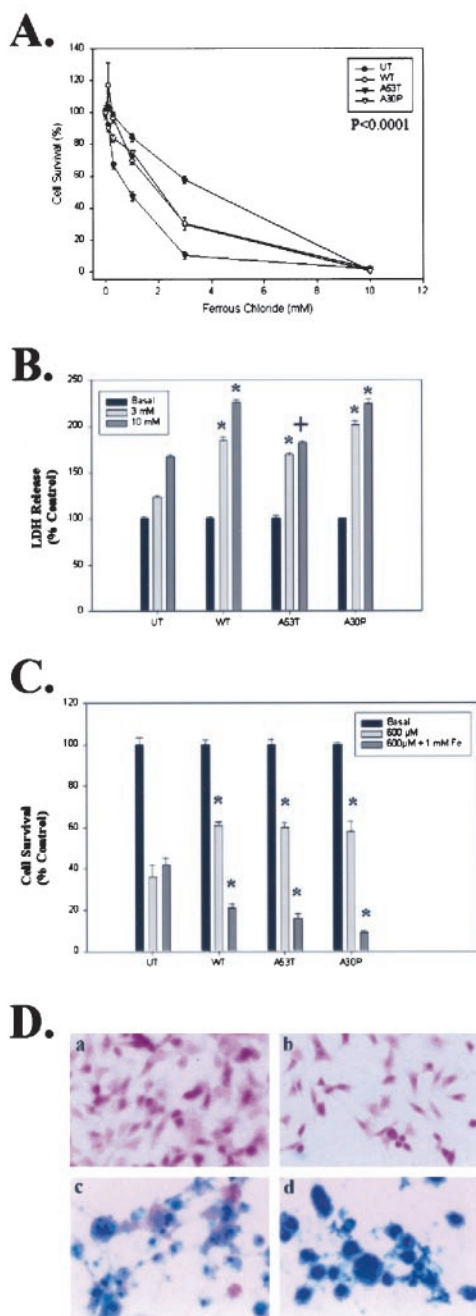 A.
140
120
100
80
60
40
20
0
Cell Survival (%)
0 2 4 6 8 10 12
Ferrous Chloride (mM)
UT
WT
A53T
A30P
P<0.0001
B.
250
200
150
100
50
0
LDH Release
(% Control)
Basal
3 mM
10 mM
* * * + * *
UT WT A53T A30P
C.
120
100
80
60
40
20
0
Cell Survival
(% Control)
Basal
600 µM
600µM + 1 mM Fe
* * * * * *
UT WT A53T A30P
D.
a b
c d